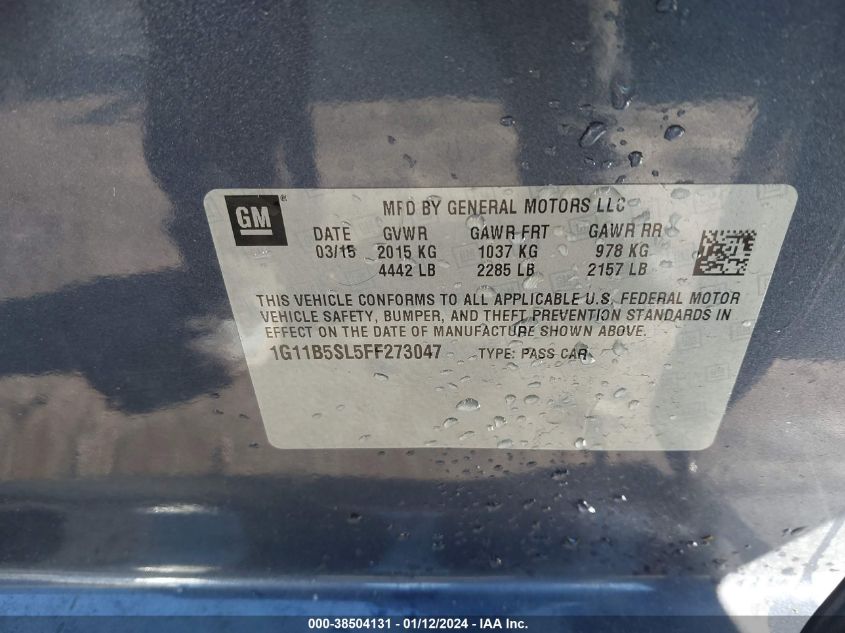 GM®
MFD BY GENERAL MOTORS LLC
DATE GVWR GAWR FRT GAWR RR
03/15 2015 KG 1037 KG 978 KG
4442 LB 2285 LB 2157 LB
THIS VEHICLE CONFORMS TO ALL APPLICABLE U.S. FEDERAL MOTOR
VEHICLE SAFETY, BUMPER, AND THEFT PREVENTION STANDARDS IN
EFFECT ON THE DATE OF MANUFACTURE SHOWN ABOVE.
1G11B5SL5FF273047 TYPE: PASS CAR
000-38504131 - 01/12/2024 - IAA Inc.